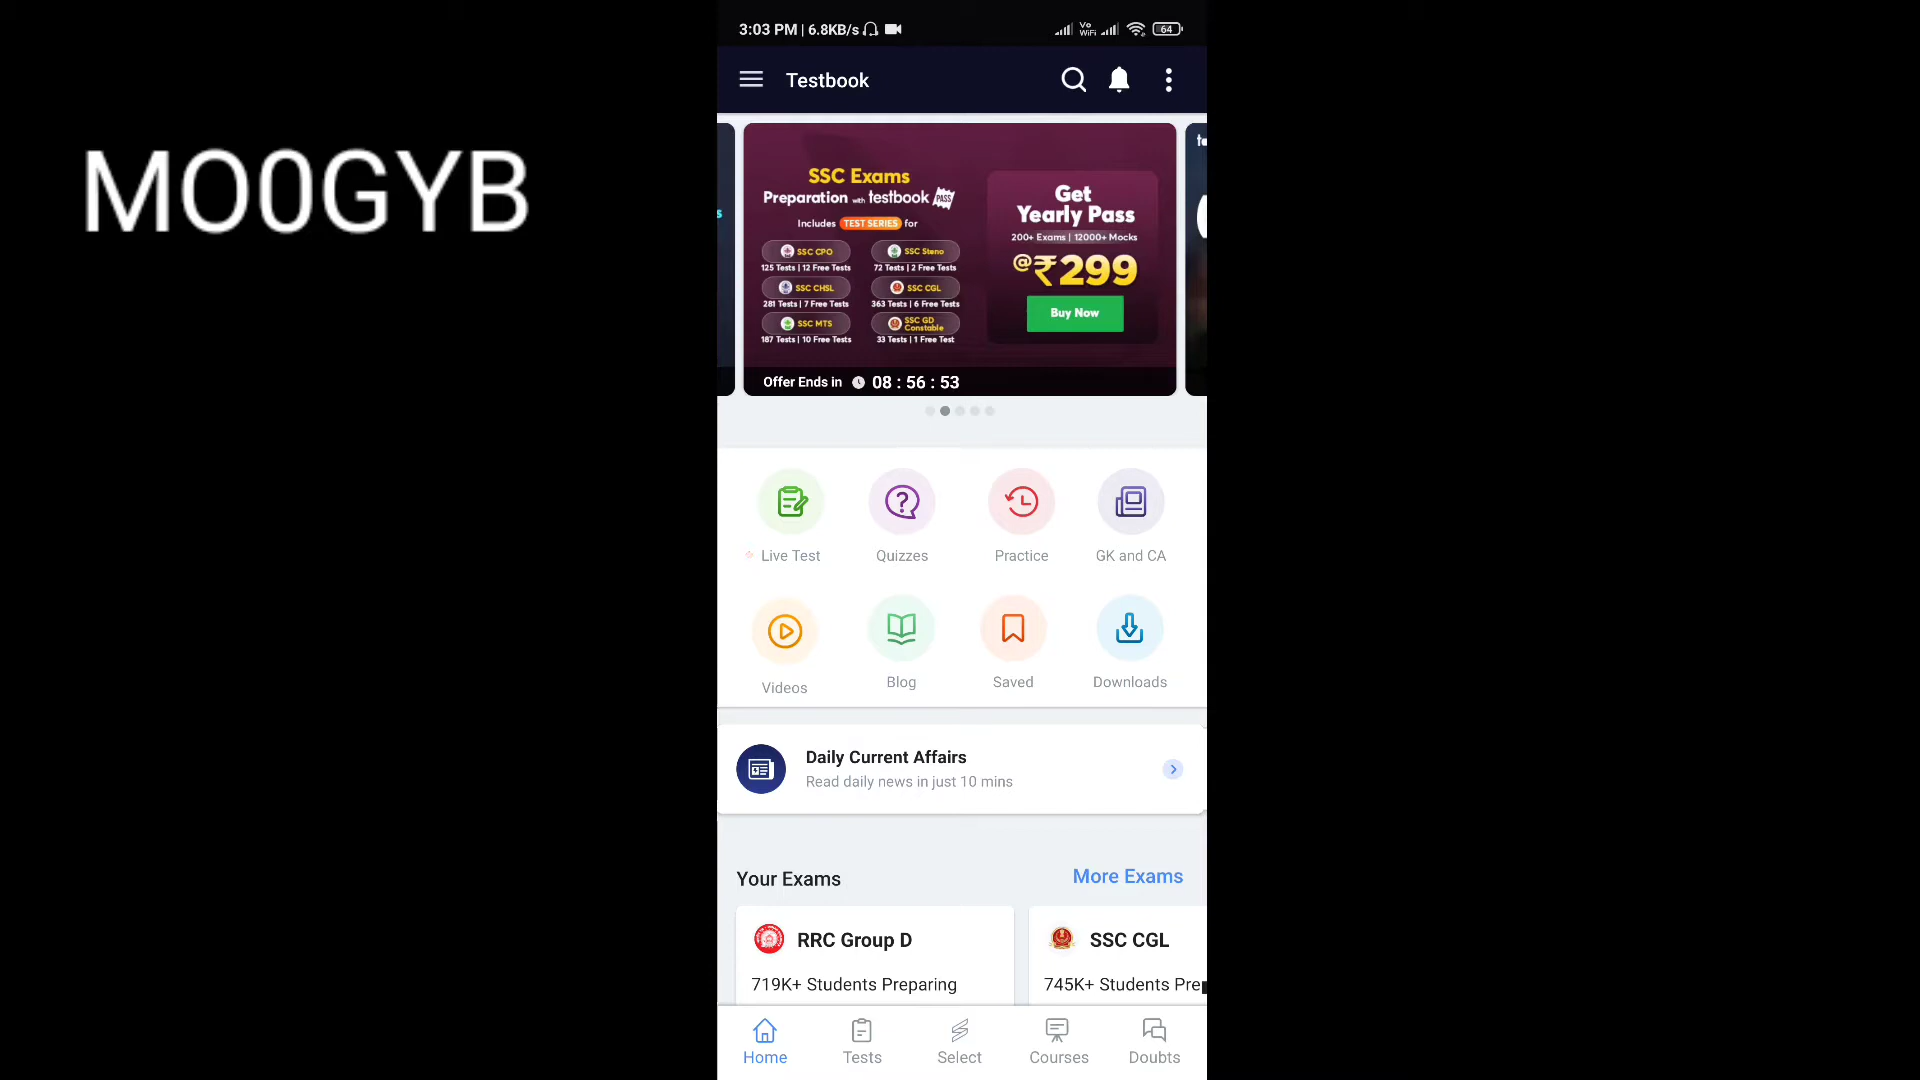 MO0GYB
3:03 PM | 6.8KB/s
Vo
WiFi
64
Testbook
SSC Exams
Preparation with testbook PASS
Includes TEST SERIES for
SSC CPO
125 Tests | 12 Free Tests
SSC Steno
72 Tests | 2 Free Tests
SSC CHSL
281 Tests | 7 Free Tests
SSC CGL
363 Tests | 6 Free Tests
SSC MTS
187 Tests | 10 Free Tests
SSC GD
Constable
33 Tests | 1 Free Test
Get
Yearly Pass
200+ Exams | 12000+ Mocks
@₹299
Buy Now
Offer Ends in 08 : 56 : 53
Live Test
Quizzes
Practice
GK and CA
Videos
Blog
Saved
Downloads
Daily Current Affairs
Read daily news in just 10 mins
Your Exams
More Exams
RRC Group D
719K+ Students Preparing
SSC CGL
745K+ Students Pre
Home
Tests
Select
Courses
Doubts